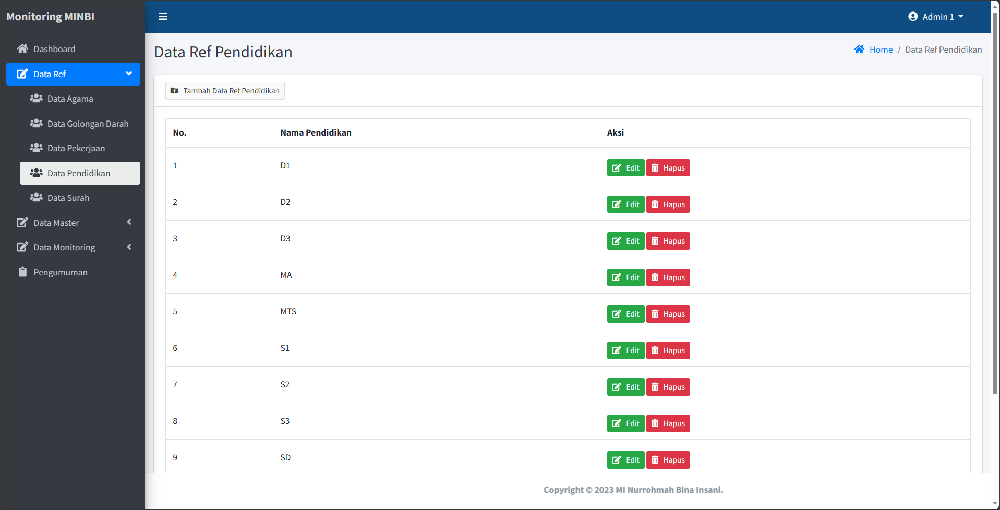 Monitoring MINBI
Admin 1
Dashboard
Data Ref
Data Agama
Data Golongan Darah
Data Pekerjaan
Data Pendidikan
Data Surah
Data Master
Data Monitoring
Pengumuman
Data Ref Pendidikan
Home / Data Ref Pendidikan
Tambah Data Ref Pendidikan
No. Nama Pendidikan Aksi
1 D1 Edit Hapus
2 D2 Edit Hapus
3 D3 Edit Hapus
4 MA Edit Hapus
5 MTS Edit Hapus
6 S1 Edit Hapus
7 S2 Edit Hapus
8 S3 Edit Hapus
9 SD Edit Hapus
Copyright © 2023 MI Nurrohmah Bina Insani.